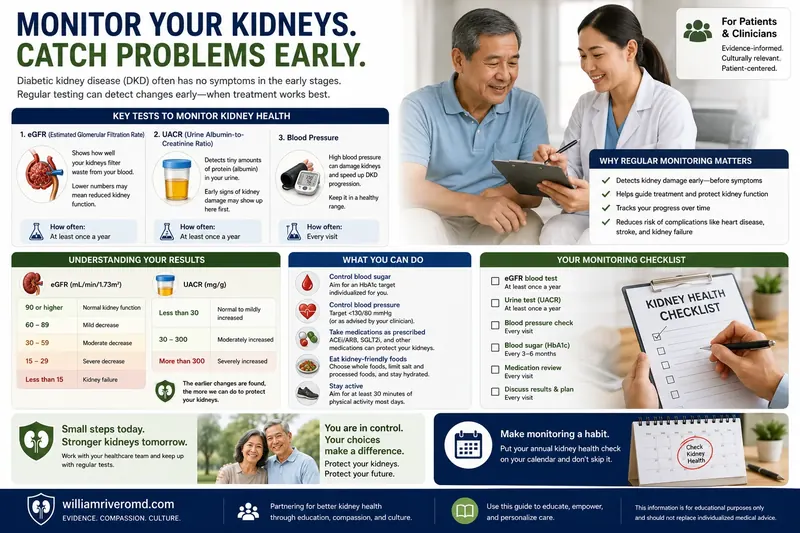 MONITOR YOUR KIDNEYS.
CATCH PROBLEMS EARLY.
Diabetic kidney disease (DKD) often has no symptoms in the early stages.
Regular testing can detect changes early—when treatment works best.
For Patients
& Clinicians
Evidence-informed.
Culturally relevant.
Patient-centered.
KEY TESTS TO MONITOR KIDNEY HEALTH
1. eGFR (Estimated Glomerular Filtration Rate)
Shows how well
your kidneys filter
waste from your blood.
Lower numbers may
mean reduced kidney
function.
How often:
At least once a year
2. UACR (Urine Albumin-to-
Creatinine Ratio)
Detects tiny amounts
of protein (albumin)
in your urine.
Early signs of kidney
damage may show up
here first.
How often:
At least once a year
3. Blood Pressure
High blood pressure
can damage kidneys
and speed up DKD
progression.
Keep it in a healthy
range.
How often:
Every visit
WHY REGULAR MONITORING MATTERS
✓ Detects kidney damage early—before symptoms
✓ Helps guide treatment and protect kidney function
✓ Tracks your progress over time
✓ Reduces risk of complications like heart disease,
stroke, and kidney failure
UNDERSTANDING YOUR RESULTS
eGFR (mL/min/1.73m²)
90 or higher Normal kidney function
60 – 89 Mild decrease
30 – 59 Moderate decrease
15 – 29 Severe decrease
Less than 15 Kidney failure
UACR (mg/g)
Less than 30 Normal to mildly
increased
30 – 300 Moderately increased
More than 300 Severely increased
The earlier changes are found,
the more we can do to protect
your kidneys.
WHAT YOU CAN DO
Control blood sugar
Aim for an HbA1c target
individualized for you.
Control blood pressure
Target <130/80 mmHg
(or as advised by your clinician).
Take medications as prescribed
ACEi/ARB, SGLT2i, and other
medications can protect your kidneys.
Eat kidney-friendly foods
Choose whole foods, limit salt and
processed foods, and stay hydrated.
Stay active
Aim for at least 30 minutes of
physical activity most days.
YOUR MONITORING CHECKLIST
eGFR blood test
At least once a year
Urine test (UACR)
At least once a year
Blood pressure check
Every visit
Blood sugar (HbA1c)
Every 3–6 months
Medication review
Every visit
Discuss results & plan
Every visit
KIDNEY HEALTH
CHECKLIST
Small steps today.
Stronger kidneys tomorrow.
Work with your healthcare team and keep up
with regular tests.
You are in control.
Your choices
make a difference.
Protect your kidneys.
Protect your future.
Make monitoring a habit.
Put your annual kidney health check
on your calendar and don't skip it.
Check
Kidney
Health
williamriveromd.com
EVIDENCE. COMPASSION. CULTURE.
Partnering for better kidney health
through education, compassion, and culture.
Use this guide to educate, empower,
and personalize care.
This information is for educational purposes only
and should not replace individualized medical advice.